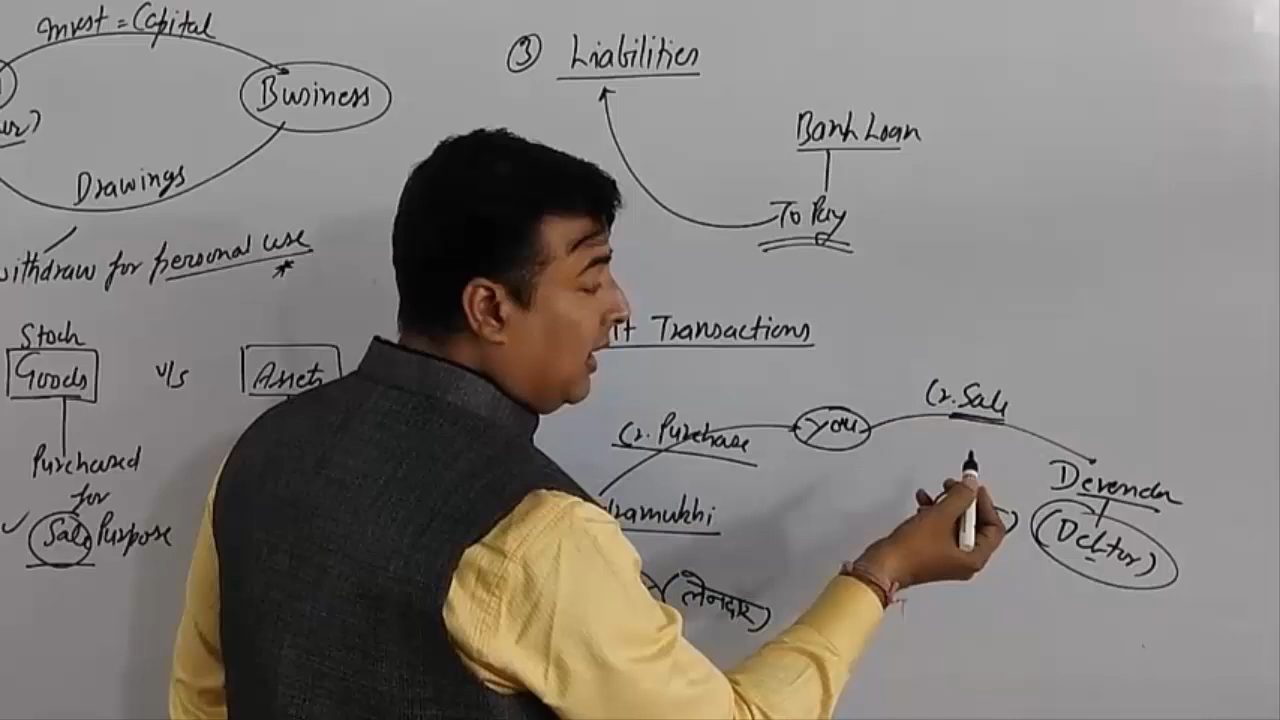 Invst = Capital
Business
Drawings
withdraw for personal use
*
Stock
Goods
v/s
Assets
Purchased
for
✓ Sale Purpose
③ Liabilities
Bank Loan
To Pay
Transactions
Cr. Purchase
You
Cr. Sale
Devender
(Debtor)
(लेनदार)